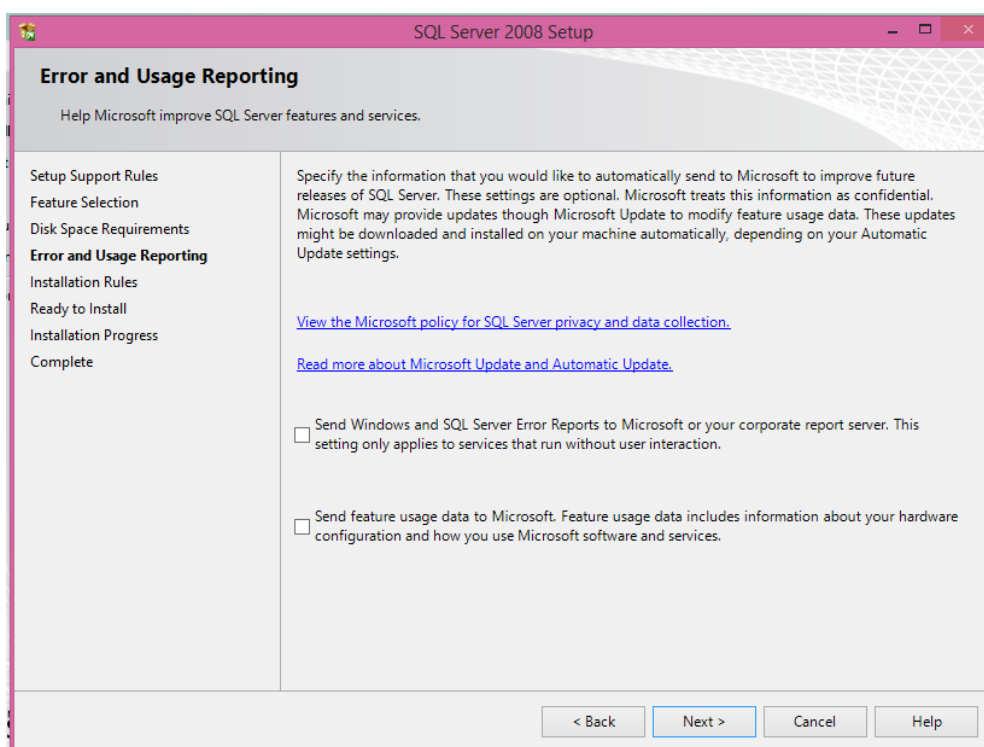 SQL Server 2008 Setup
Error and Usage Reporting
Help Microsoft improve SQL Server features and services.
Setup Support Rules
Feature Selection
Disk Space Requirements
Error and Usage Reporting
Installation Rules
Ready to Install
Installation Progress
Complete
Specify the information that you would like to automatically send to Microsoft to improve future
releases of SQL Server. These settings are optional. Microsoft treats this information as confidential.
Microsoft may provide updates though Microsoft Update to modify feature usage data. These updates
might be downloaded and installed on your machine automatically, depending on your Automatic
Update settings.
View the Microsoft policy for SQL Server privacy and data collection.
Read more about Microsoft Update and Automatic Update.
Send Windows and SQL Server Error Reports to Microsoft or your corporate report server. This
setting only applies to services that run without user interaction.
Send feature usage data to Microsoft. Feature usage data includes information about your hardware
configuration and how you use Microsoft software and services.
< Back
Next >
Cancel
Help